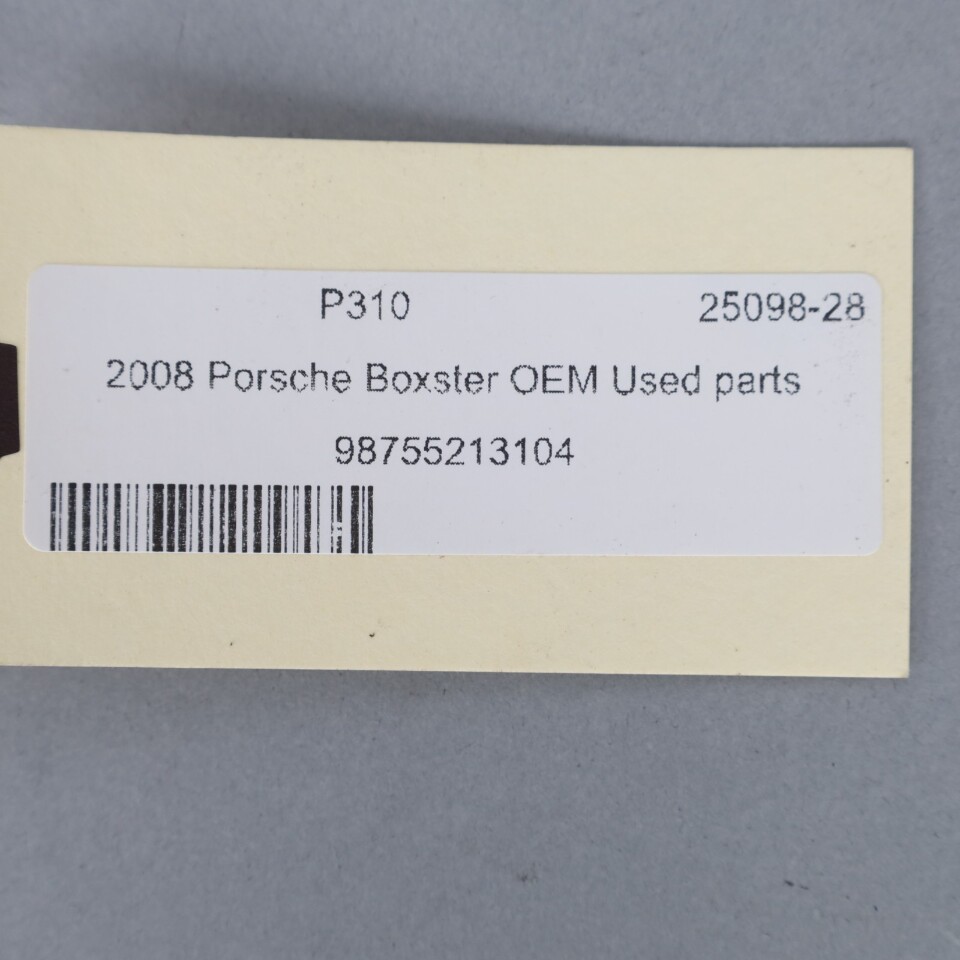 P310 25098-28
2008 Porsche Boxster OEM Used parts
98755213104